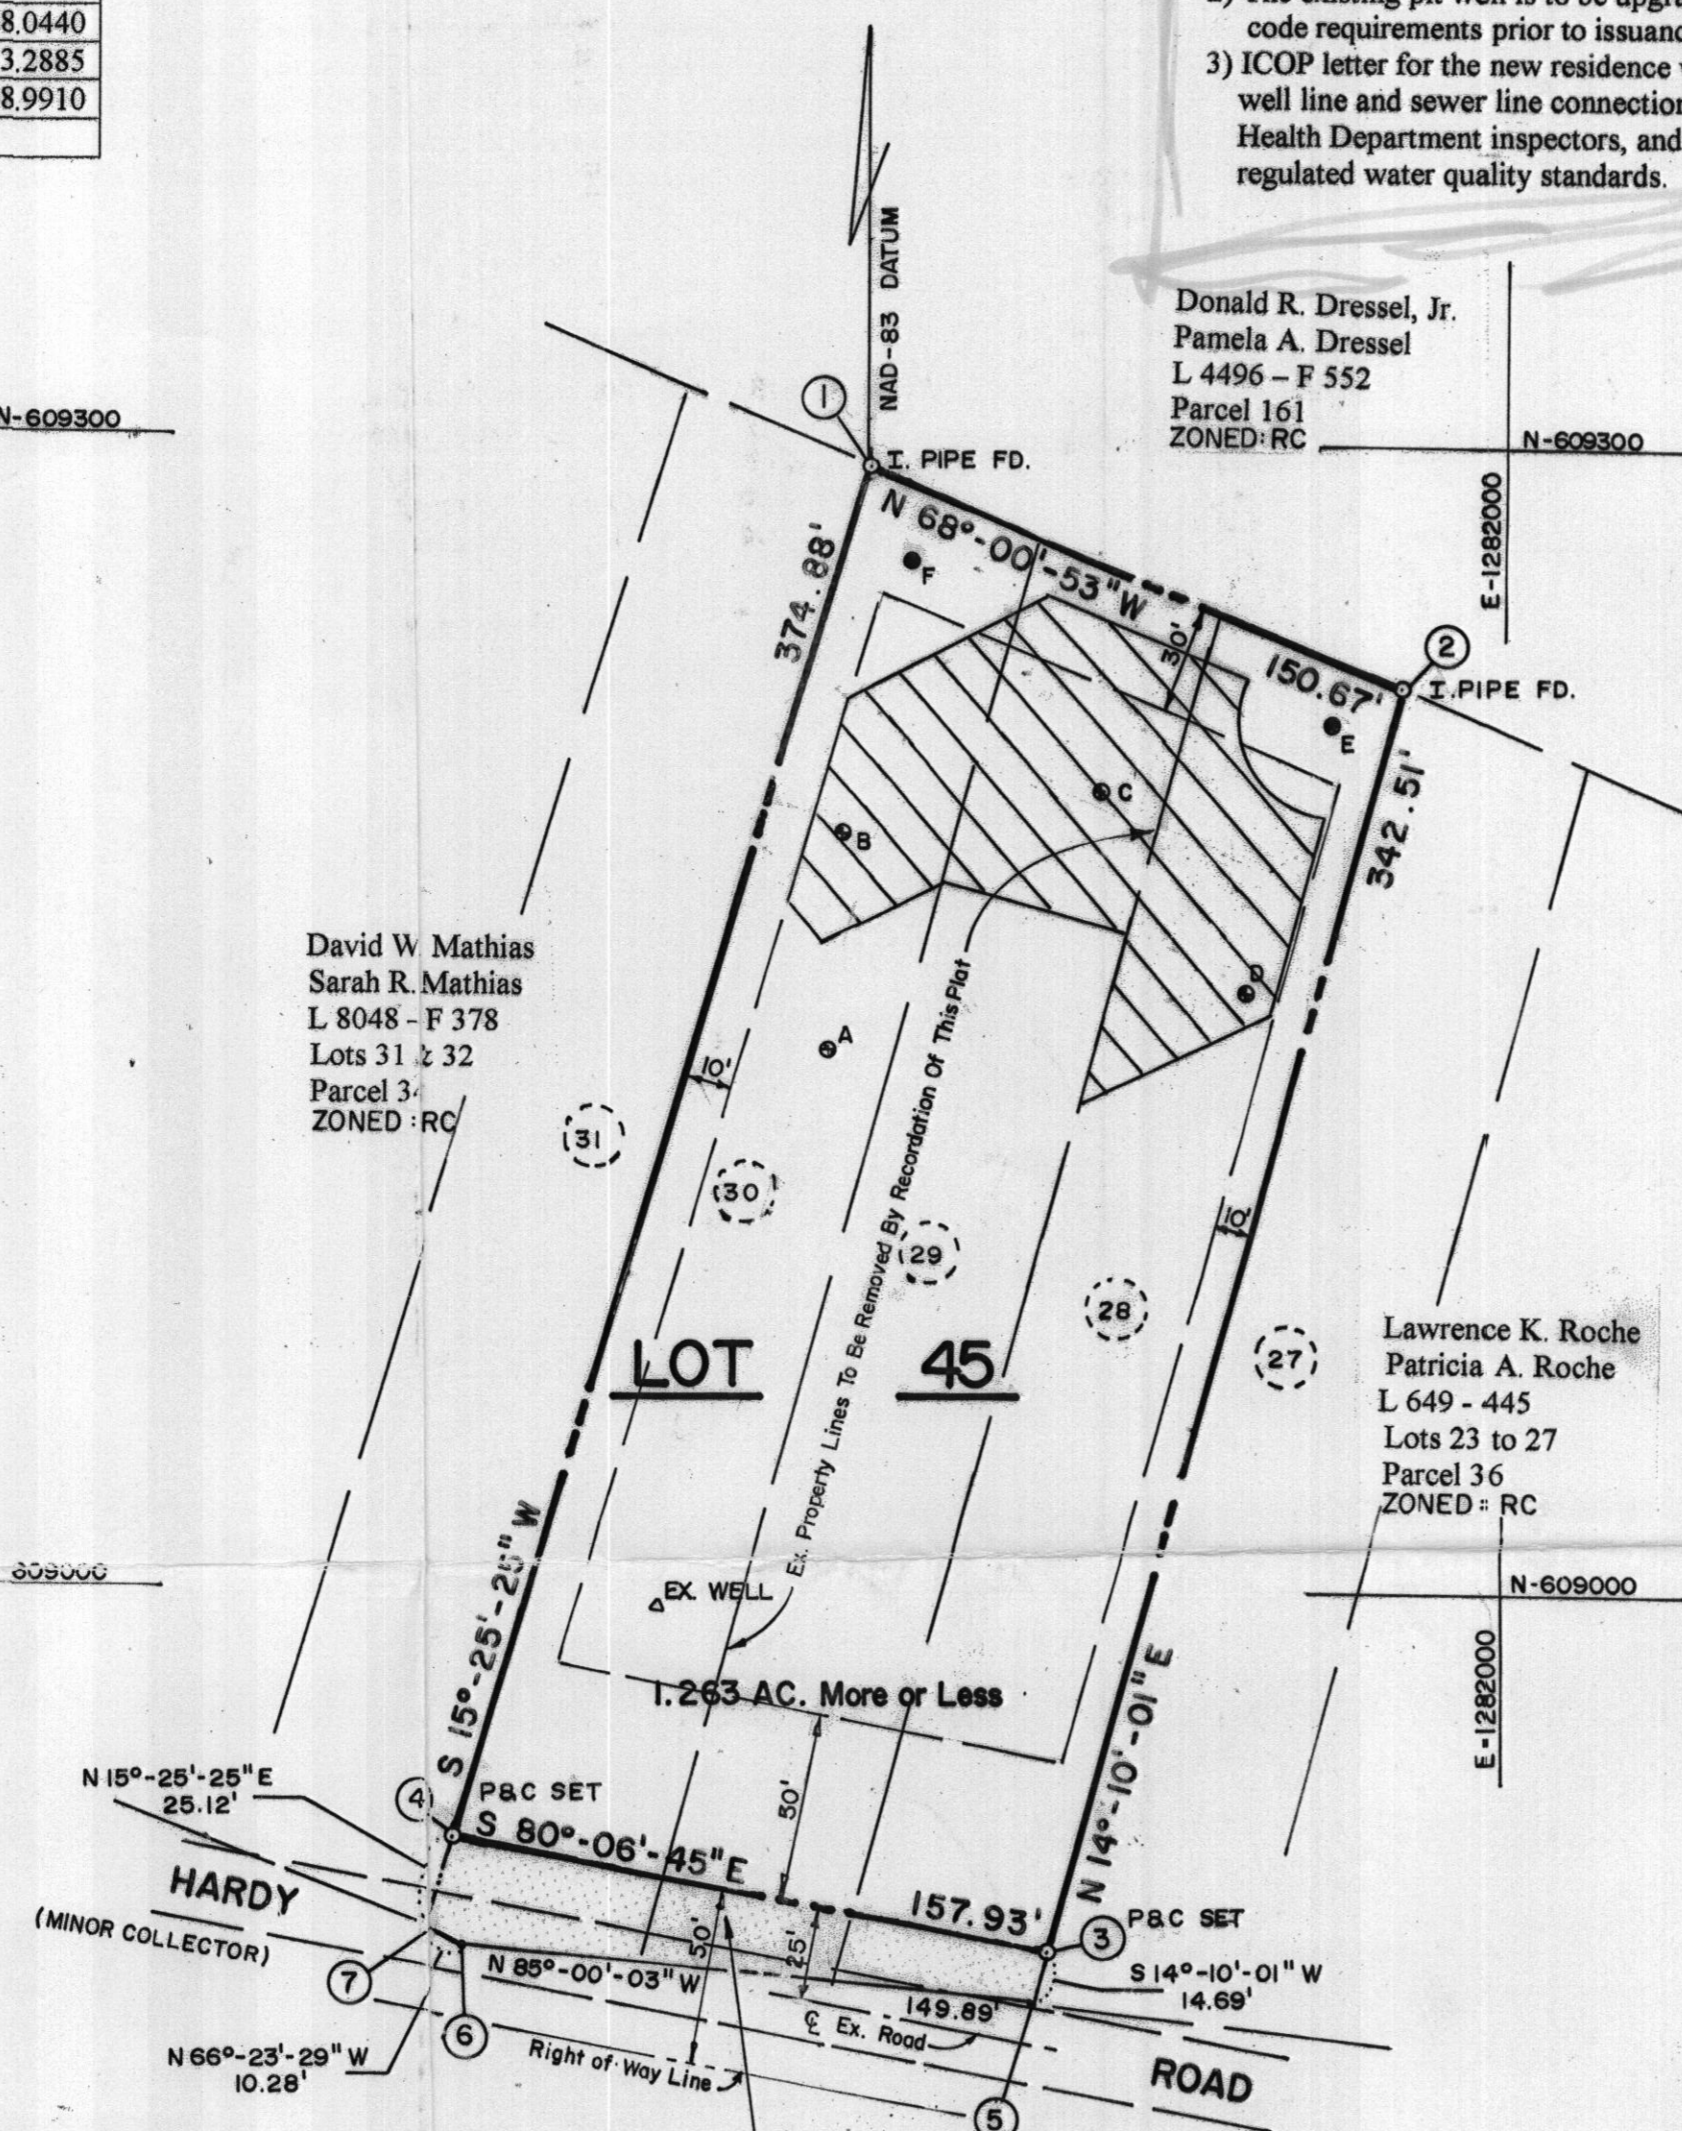 8.0440
3.2885
8.9910
code requirements prior to issuanc
3) ICOP letter for the new residence
well line and sewer line connection
Health Department inspectors, and
regulated water quality standards.
NAD-83 DATUM
Donald R. Dressel, Jr.
Pamela A. Dressel
L 4496 – F 552
Parcel 161
ZONED: RC
N-609300
N-609300
E-1282000
1
I. PIPE FD.
N 68°-00'-53" W
150.67'
2
I. PIPE FD.
374.88'
F
30'
E
342.51'
C
B
D
A
10'
David W. Mathias
Sarah R. Mathias
L 8048 - F 378
Lots 31 & 32
Parcel 34
ZONED : RC
31
30
29
28
27
10'
Ex. Property Lines To Be Removed By Recordation Of This Plat
LOT 45
Lawrence K. Roche
Patricia A. Roche
L 649 - 445
Lots 23 to 27
Parcel 36
ZONED : RC
609000
N-609000
E-1282000
EX. WELL
1.263 AC. More or Less
S 15°-25'-25" W
N 14°-10'-01" E
50'
N 15°-25'-25" E
25.12'
4
P&C SET
S 80°-06'-45" E
157.93'
3
P&C SET
HARDY
(MINOR COLLECTOR)
50'
25'
S 14°-10'-01" W
14.69'
7
N 85°-00'-03" W
149.89'
6
℄ Ex. Road
N 66°-23'-29" W
10.28'
Right of Way Line
ROAD
5